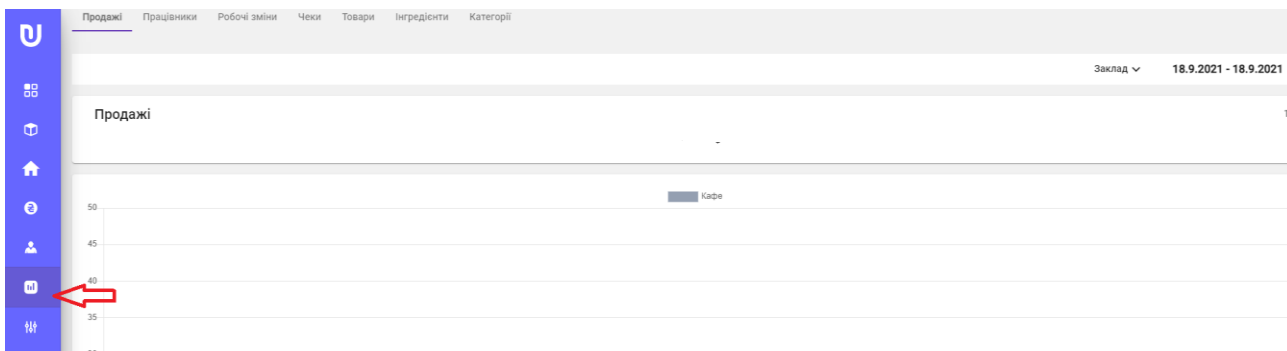 Продажі Працівники Робочі зміни Чеки Товари Інгредієнти Категорії
Заклад 18.9.2021 - 18.9.2021
Продажі
-
Кафе
50
45
40
35